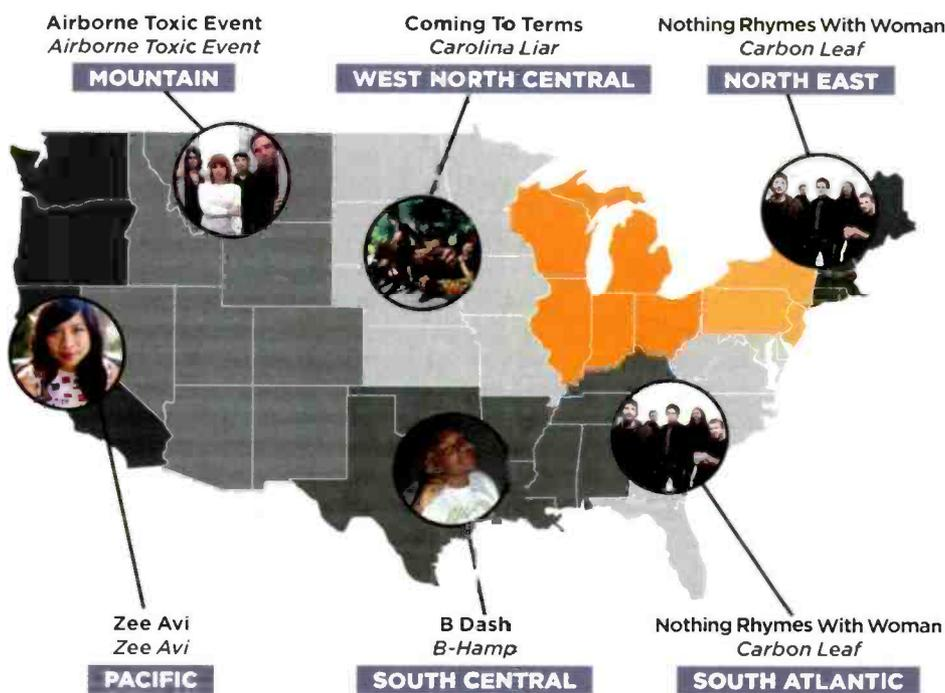 Airborne Toxic Event
Airborne Toxic Event
MOUNTAIN
Coming To Terms
Carolina Liar
WEST NORTH CENTRAL
Nothing Rhymes With Woman
Carbon Leaf
NORTH EAST
Zee Avi
Zee Avi
PACIFIC
B Dash
B-Hamp
SOUTH CENTRAL
Nothing Rhymes With Woman
Carbon Leaf
SOUTH ATLANTIC